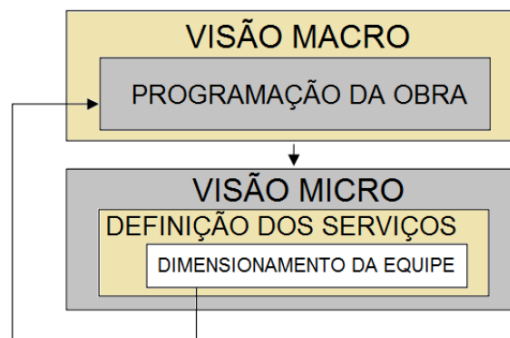 VISÃO MACRO
PROGRAMAÇÃO DA OBRA
VISÃO MICRO
DEFINIÇÃO DOS SERVIÇOS
DIMENSIONAMENTO DA EQUIPE